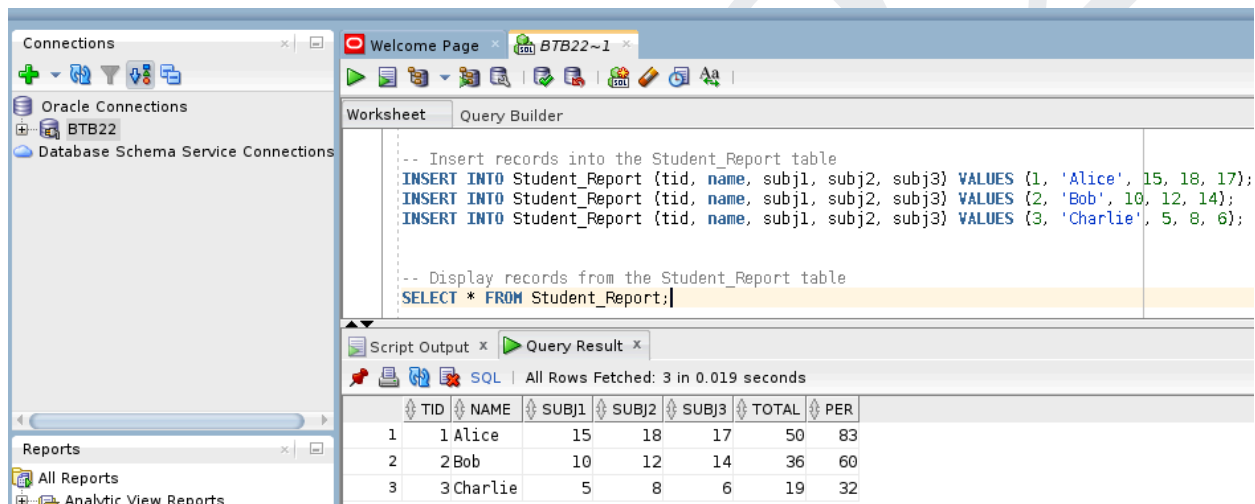 Connections
Oracle Connections
BTB22
Database Schema Service Connections
Reports
All Reports
Analytic View Reports
Welcome Page
BTB22~1
Worksheet Query Builder
-- Insert records into the Student_Report table
INSERT INTO Student_Report (tid, name, subj1, subj2, subj3) VALUES (1, 'Alice', 15, 18, 17);
INSERT INTO Student_Report (tid, name, subj1, subj2, subj3) VALUES (2, 'Bob', 10, 12, 14);
INSERT INTO Student_Report (tid, name, subj1, subj2, subj3) VALUES (3, 'Charlie', 5, 8, 6);
-- Display records from the Student_Report table
SELECT * FROM Student_Report;
Script Output x Query Result x
SQL | All Rows Fetched: 3 in 0.019 seconds
TID NAME SUBJ1 SUBJ2 SUBJ3 TOTAL PER
1 1 Alice 15 18 17 50 83
2 2 Bob 10 12 14 36 60
3 3 Charlie 5 8 6 19 32